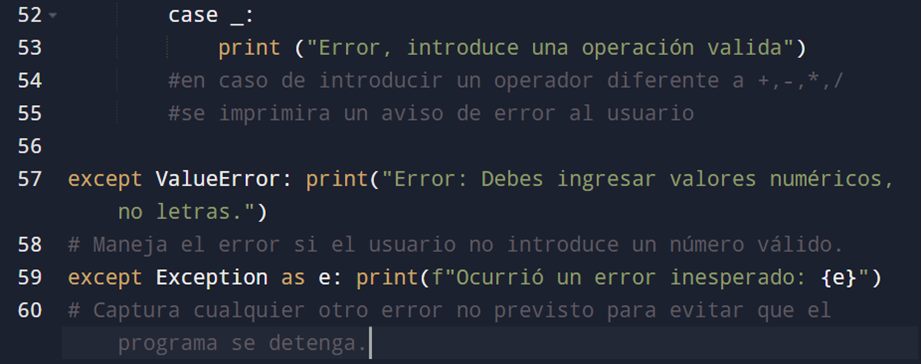 52 case _:
53 print ("Error, introduce una operación valida")
54 #en caso de introducir un operador diferente a +,-,*,/
55 #se imprimira un aviso de error al usuario
56
57 except ValueError: print("Error: Debes ingresar valores numéricos,
no letras.")
58 # Maneja el error si el usuario no introduce un número válido.
59 except Exception as e: print(f"Ocurrió un error inesperado: {e}")
60 # Captura cualquier otro error no previsto para evitar que el
programa se detenga.